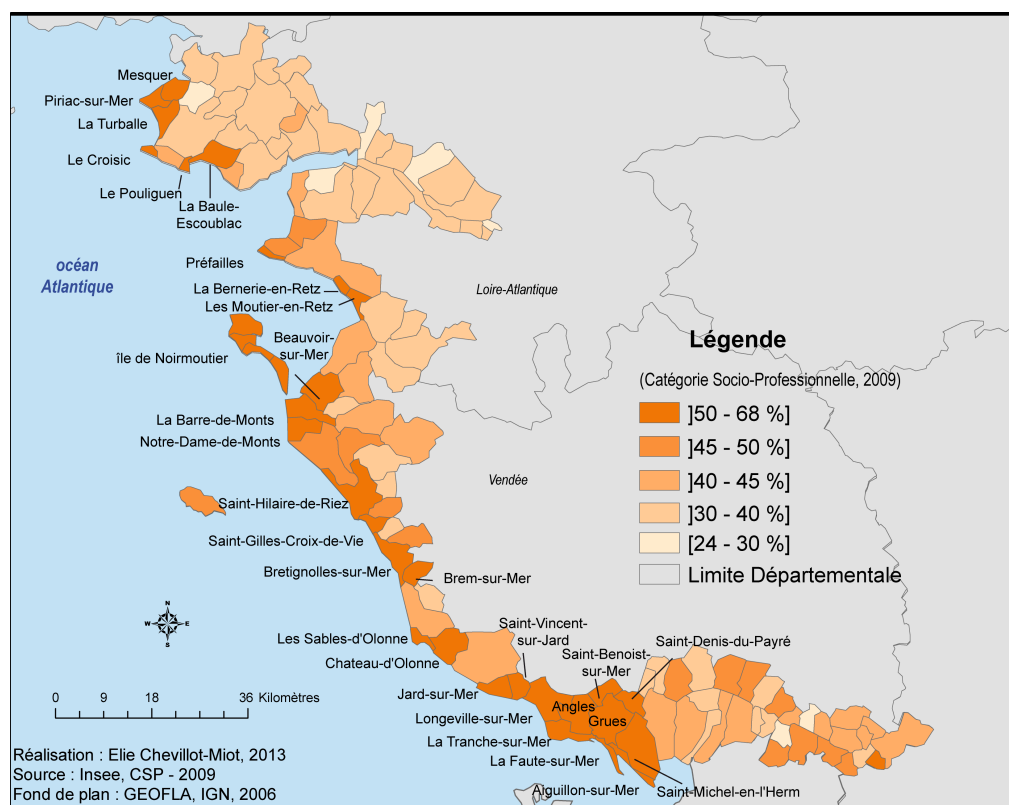 Mesquer
Piriac-sur-Mer
La Turballe
Le Croisic
Le Pouliguen
La Baule-
Escoublac
océan
Atlantique
Préfailles
La Bernerie-en-Retz
Les Moutier-en-Retz
Loire-Atlantique
Beauvoir-
sur-Mer
île de Noirmoutier
La Barre-de-Monts
Notre-Dame-de-Monts
Vendée
Saint-Hilaire-de-Riez
Saint-Gilles-Croix-de-Vie
Bretignolles-sur-Mer
Brem-sur-Mer
Légende
(Catégorie Socio-Professionnelle, 2009)
]50 - 68 %]
]45 - 50 %]
]40 - 45 %]
]30 - 40 %]
[24 - 30 %]
Limite Départementale
N
W E
S
Les Sables-d'Olonne
Chateau-d'Olonne
Saint-Vincent-
sur-Jard
Saint-Benoist-
sur-Mer
Saint-Denis-du-Payré
Jard-sur-Mer
Angles
Grues
Longeville-sur-Mer
La Tranche-sur-Mer
La Faute-sur-Mer
Aiguillon-sur-Mer
Saint-Michel-en-l'Herm
0 9 18 36 Kilomètres
Réalisation : Elie Chevillot-Miot, 2013
Source : Insee, CSP - 2009
Fond de plan : GEOFLA, IGN, 2006